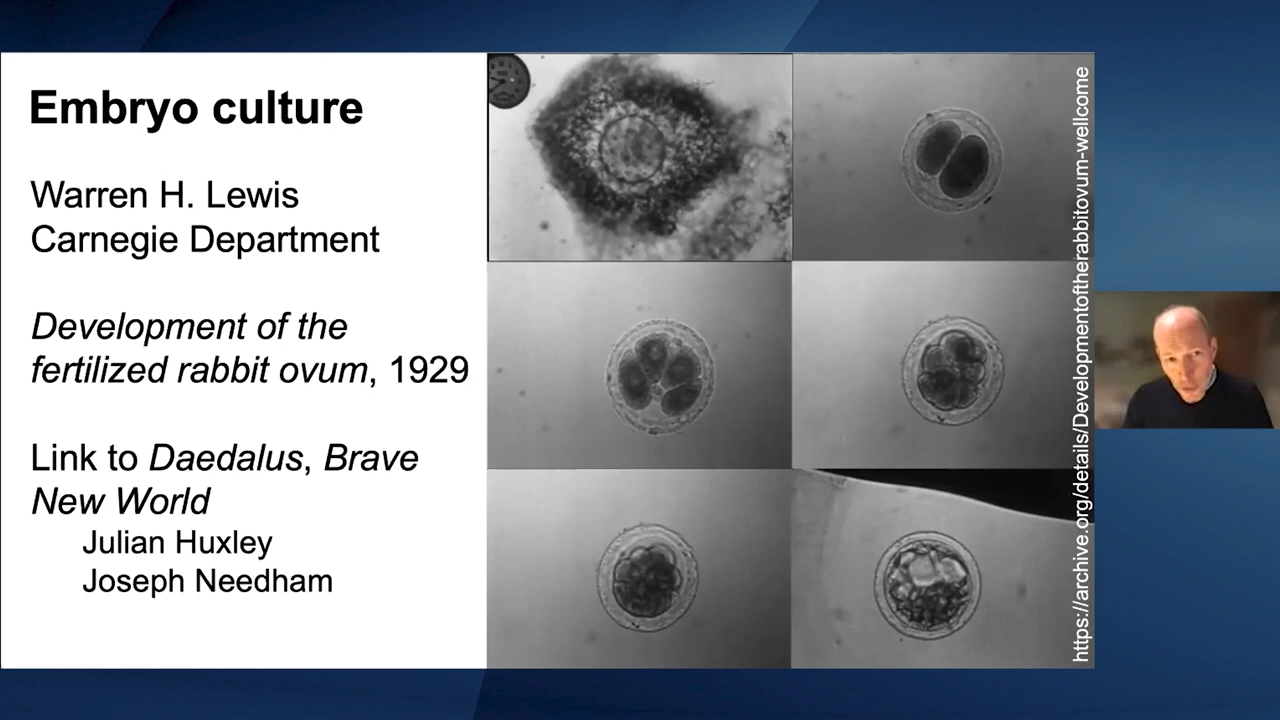 Embryo culture
Warren H. Lewis
Carnegie Department
Development of the
fertilized rabbit ovum, 1929
Link to Daedalus, Brave
New World
Julian Huxley
Joseph Needham
https://archive.org/details/Developmentoftherabbitovum-wellcome